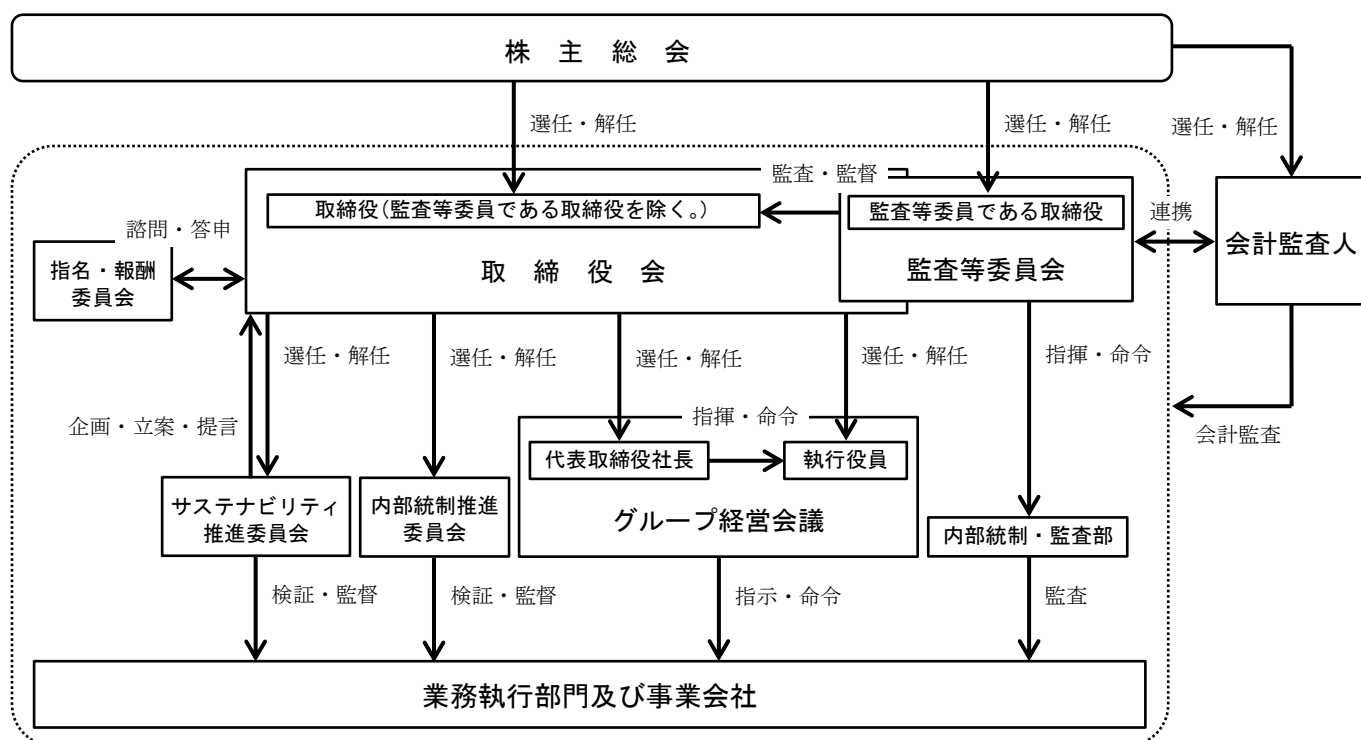 株主総会
選任・解任
選任・解任
選任・解任
監査・監督
取締役（監査等委員である取締役を除く。）
監査等委員である取締役
連携
諮問・答申
指名・報酬
委員会
取締役会
監査等委員会
会計監査人
選任・解任
選任・解任
選任・解任
選任・解任
指揮・命令
企画・立案・提言
指揮・命令
会計監査
代表取締役社長
執行役員
サステナビリティ
推進委員会
内部統制推進
委員会
グループ経営会議
内部統制・監査部
検証・監督
検証・監督
指示・命令
監査
業務執行部門及び事業会社